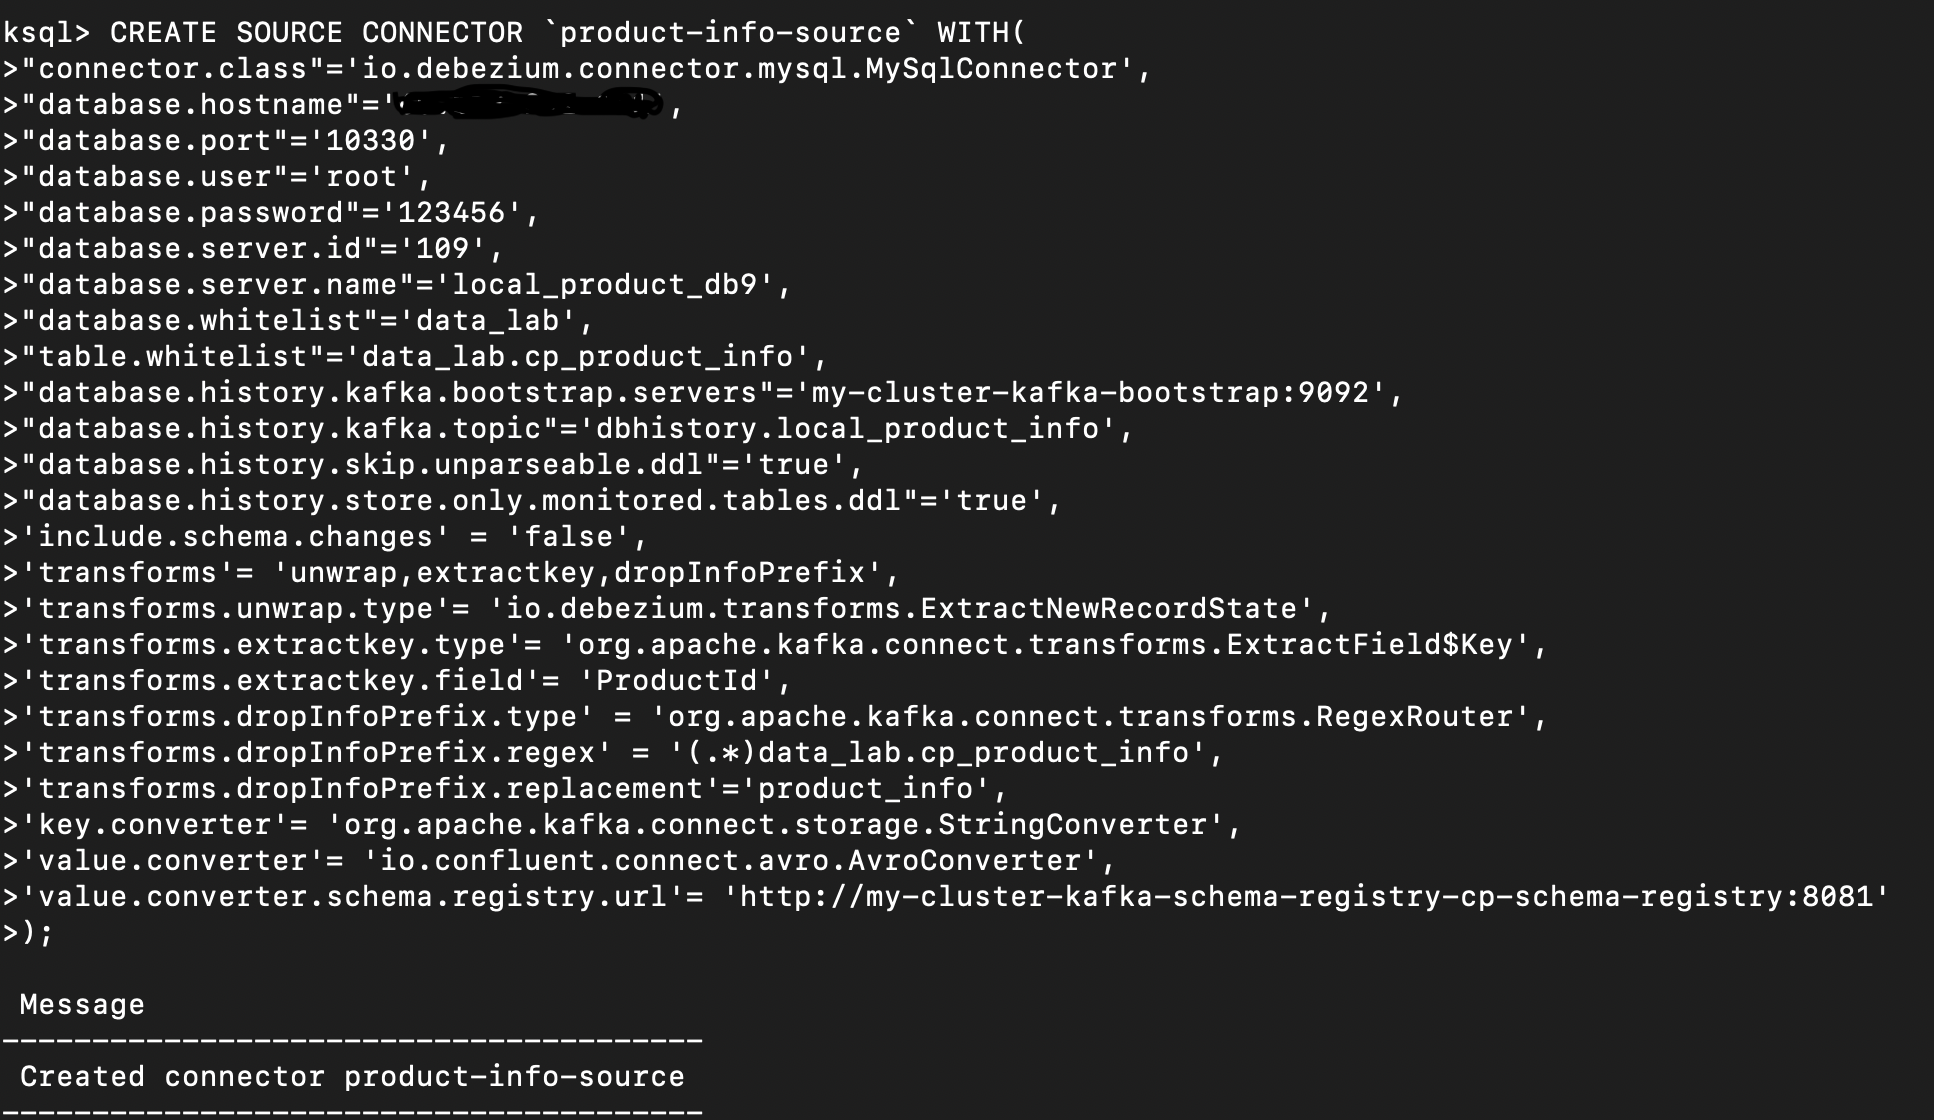 ksql> CREATE SOURCE CONNECTOR `product-info-source` WITH(
>"connector.class"='io.debezium.connector.mysql.MySqlConnector',
>"database.hostname"=' ',
>"database.port"='10330',
>"database.user"='root',
>"database.password"='123456',
>"database.server.id"='109',
>"database.server.name"='local_product_db9',
>"database.whitelist"='data_lab',
>"table.whitelist"='data_lab.cp_product_info',
>"database.history.kafka.bootstrap.servers"='my-cluster-kafka-bootstrap:9092',
>"database.history.kafka.topic"='dbhistory.local_product_info',
>"database.history.skip.unparseable.ddl"='true',
>"database.history.store.only.monitored.tables.ddl"='true',
>'include.schema.changes' = 'false',
>'transforms'= 'unwrap,extractkey,dropInfoPrefix',
>'transforms.unwrap.type'= 'io.debezium.transforms.ExtractNewRecordState',
>'transforms.extractkey.type'= 'org.apache.kafka.connect.transforms.ExtractField$Key',
>'transforms.extractkey.field'= 'ProductId',
>'transforms.dropInfoPrefix.type' = 'org.apache.kafka.connect.transforms.RegexRouter',
>'transforms.dropInfoPrefix.regex' = '(.*)data_lab.cp_product_info',
>'transforms.dropInfoPrefix.replacement'='product_info',
>'key.converter'= 'org.apache.kafka.connect.storage.StringConverter',
>'value.converter'= 'io.confluent.connect.avro.AvroConverter',
>'value.converter.schema.registry.url'= 'http://my-cluster-kafka-schema-registry-cp-schema-registry:8081'
>);
Message
---------------------------------------
Created connector product-info-source
---------------------------------------